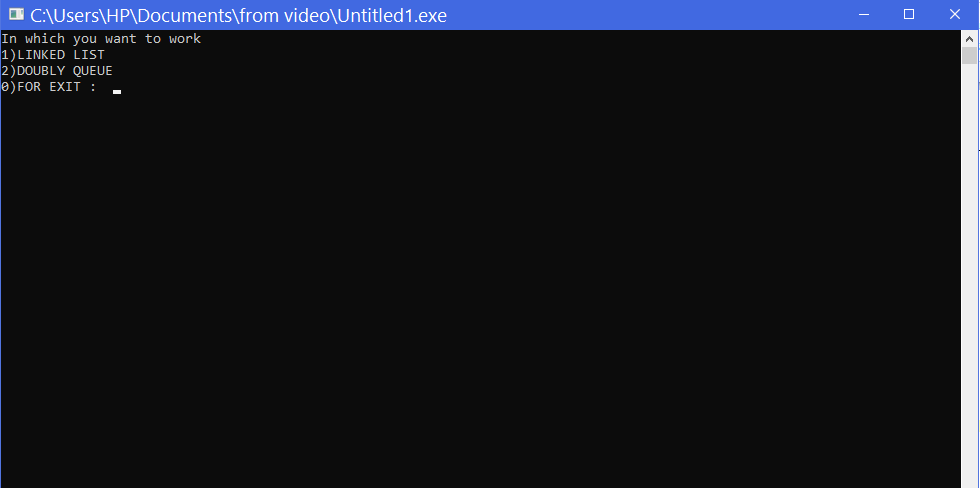 C:\Users\HP\Documents\from video\Untitled1.exe
In which you want to work
1)LINKED LIST
2)DOUBLY QUEUE
0)FOR EXIT :